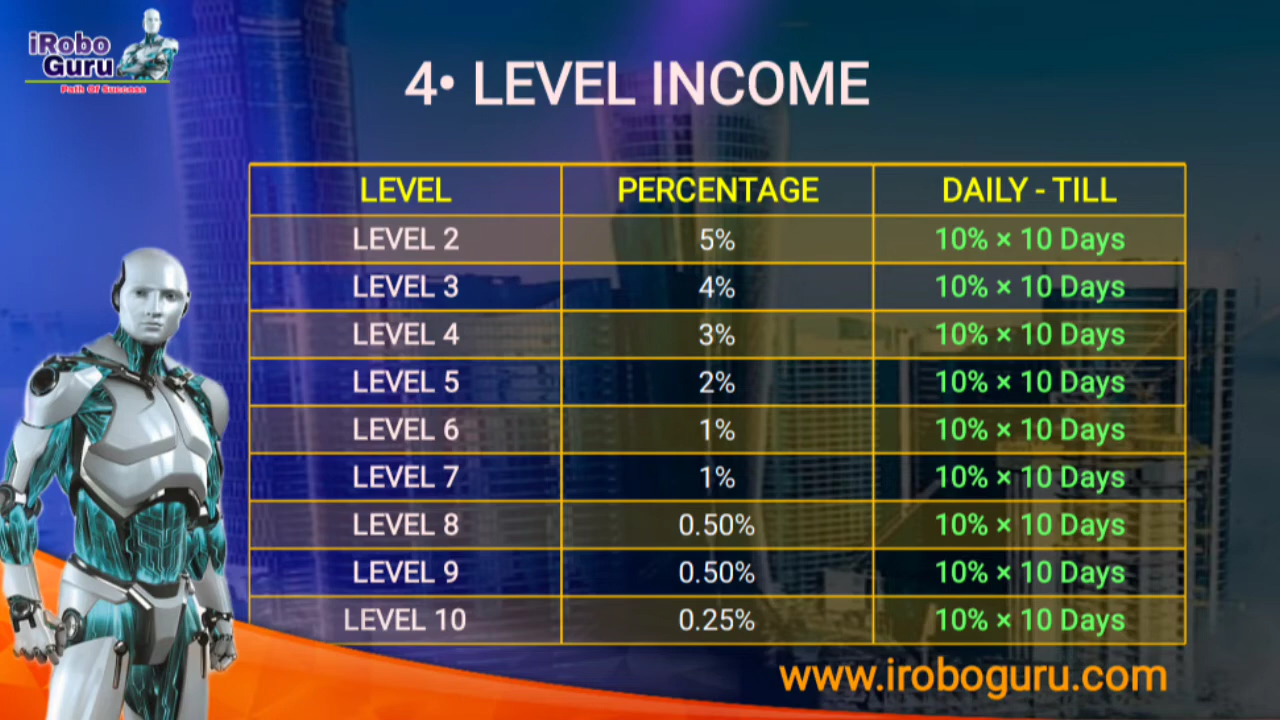 iRobo
Guru
Path Of Success
4• LEVEL INCOME
LEVEL PERCENTAGE DAILY - TILL
LEVEL 2 5% 10% × 10 Days
LEVEL 3 4% 10% × 10 Days
LEVEL 4 3% 10% × 10 Days
LEVEL 5 2% 10% × 10 Days
LEVEL 6 1% 10% × 10 Days
LEVEL 7 1% 10% × 10 Days
LEVEL 8 0.50% 10% × 10 Days
LEVEL 9 0.50% 10% × 10 Days
LEVEL 10 0.25% 10% × 10 Days
www.iroboguru.com